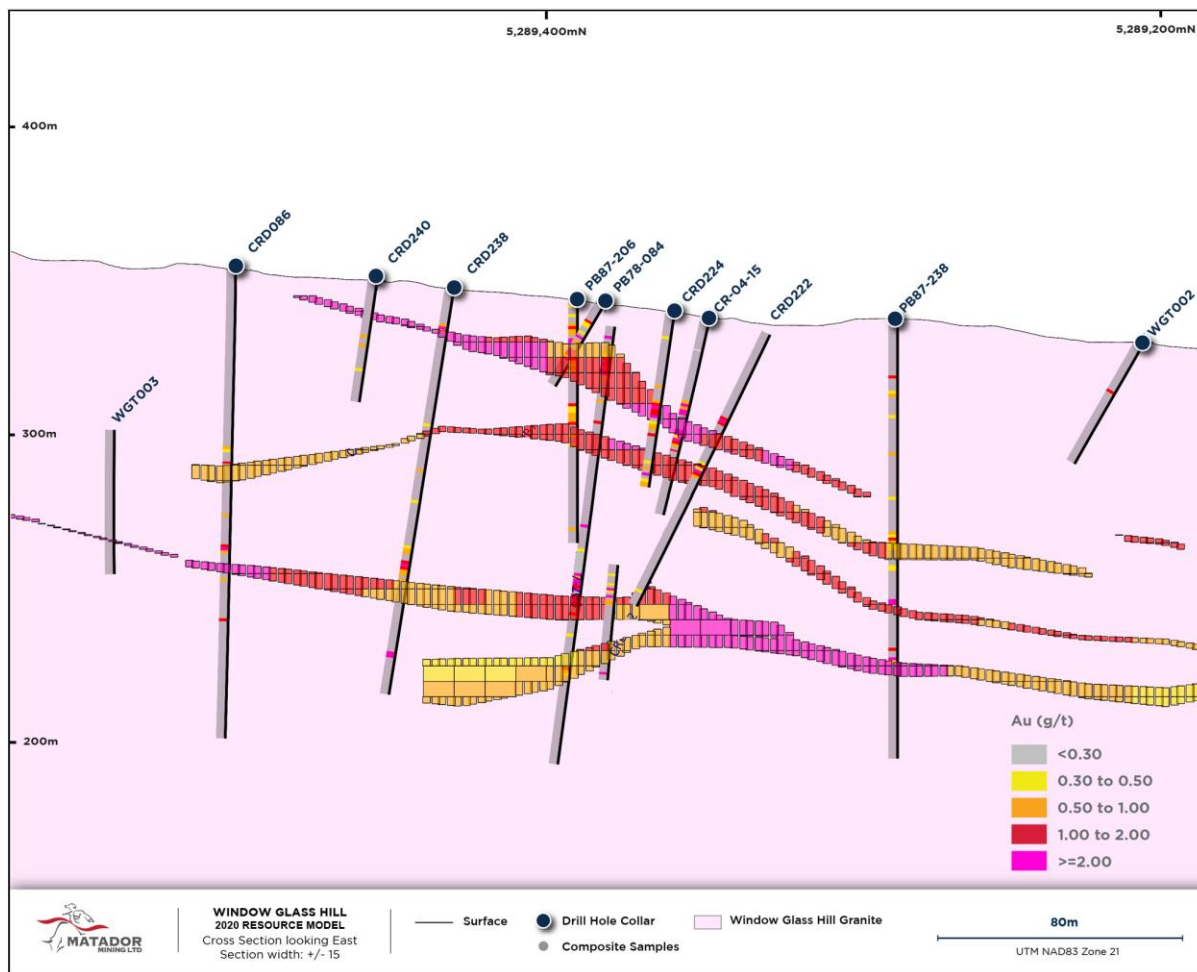 5,289,400mN
5,289,200mN
400m
CRD086
CRD240
CRD238
PB87-206
PB78-084
CRD224
CR-04-15
CRD222
PB87-238
WGT002
WGT003
300m
200m
Au (g/t)
<0.30
0.30 to 0.50
0.50 to 1.00
1.00 to 2.00
>=2.00
MATADOR
MINING LTD
WINDOW GLASS HILL
2020 RESOURCE MODEL
Cross Section looking East
Section width: +/- 15
Surface
Drill Hole Collar
Window Glass Hill Granite
Composite Samples
80m
UTM NAD83 Zone 21